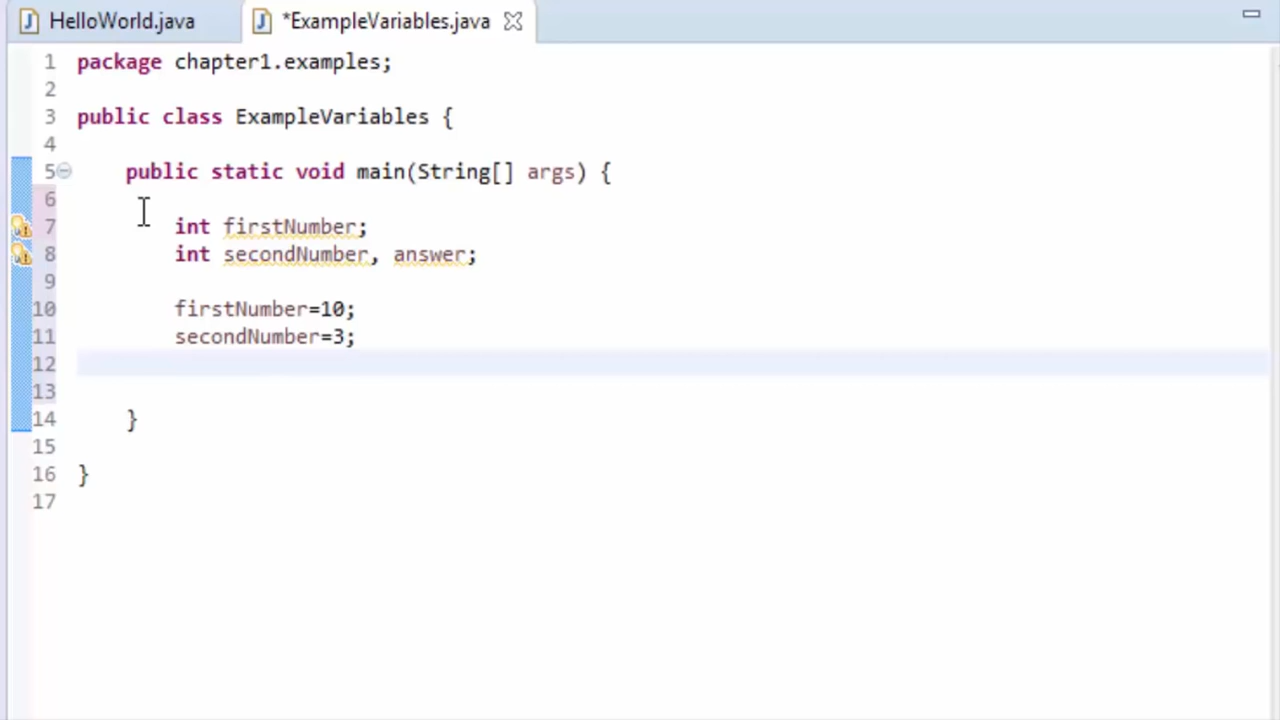 HelloWorld.java *ExampleVariables.java
1 package chapter1.examples;
2
3 public class ExampleVariables {
4
5 public static void main(String[] args) {
6
7 int firstNumber;
8 int secondNumber, answer;
9
10 firstNumber=10;
11 secondNumber=3;
12
13
14 }
15
16 }
17